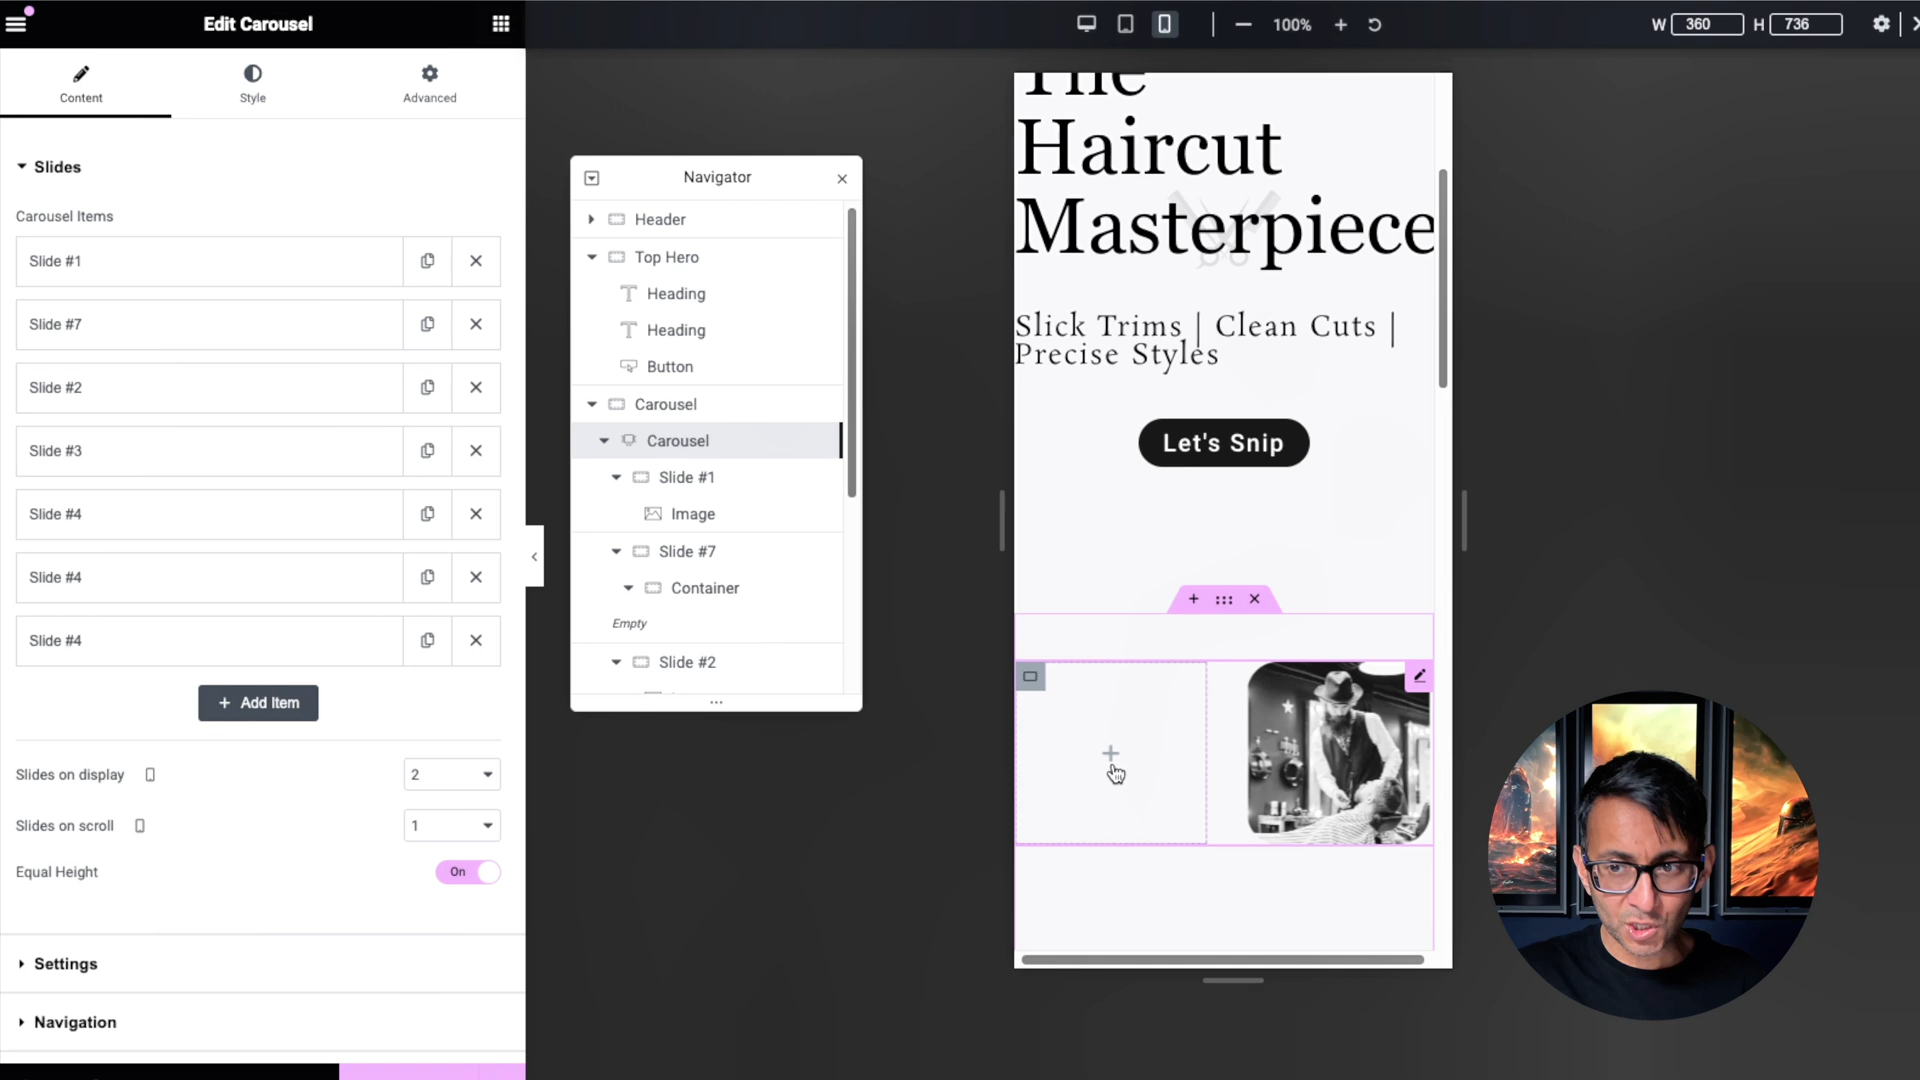 Edit Carousel
100%
W 360 H 736
Content
Style
Advanced
Slides
Carousel Items
Slide #1
Slide #7
Slide #2
Slide #3
Slide #4
Slide #4
Slide #4
+ Add Item
Slides on display
2
Slides on scroll
1
Equal Height
On
Settings
Navigation
Navigator
Header
Top Hero
Heading
Heading
Button
Carousel
Carousel
Slide #1
Image
Slide #7
Container
Empty
Slide #2
The
Haircut
Masterpiece
Slick Trims | Clean Cuts |
Precise Styles
Let's Snip